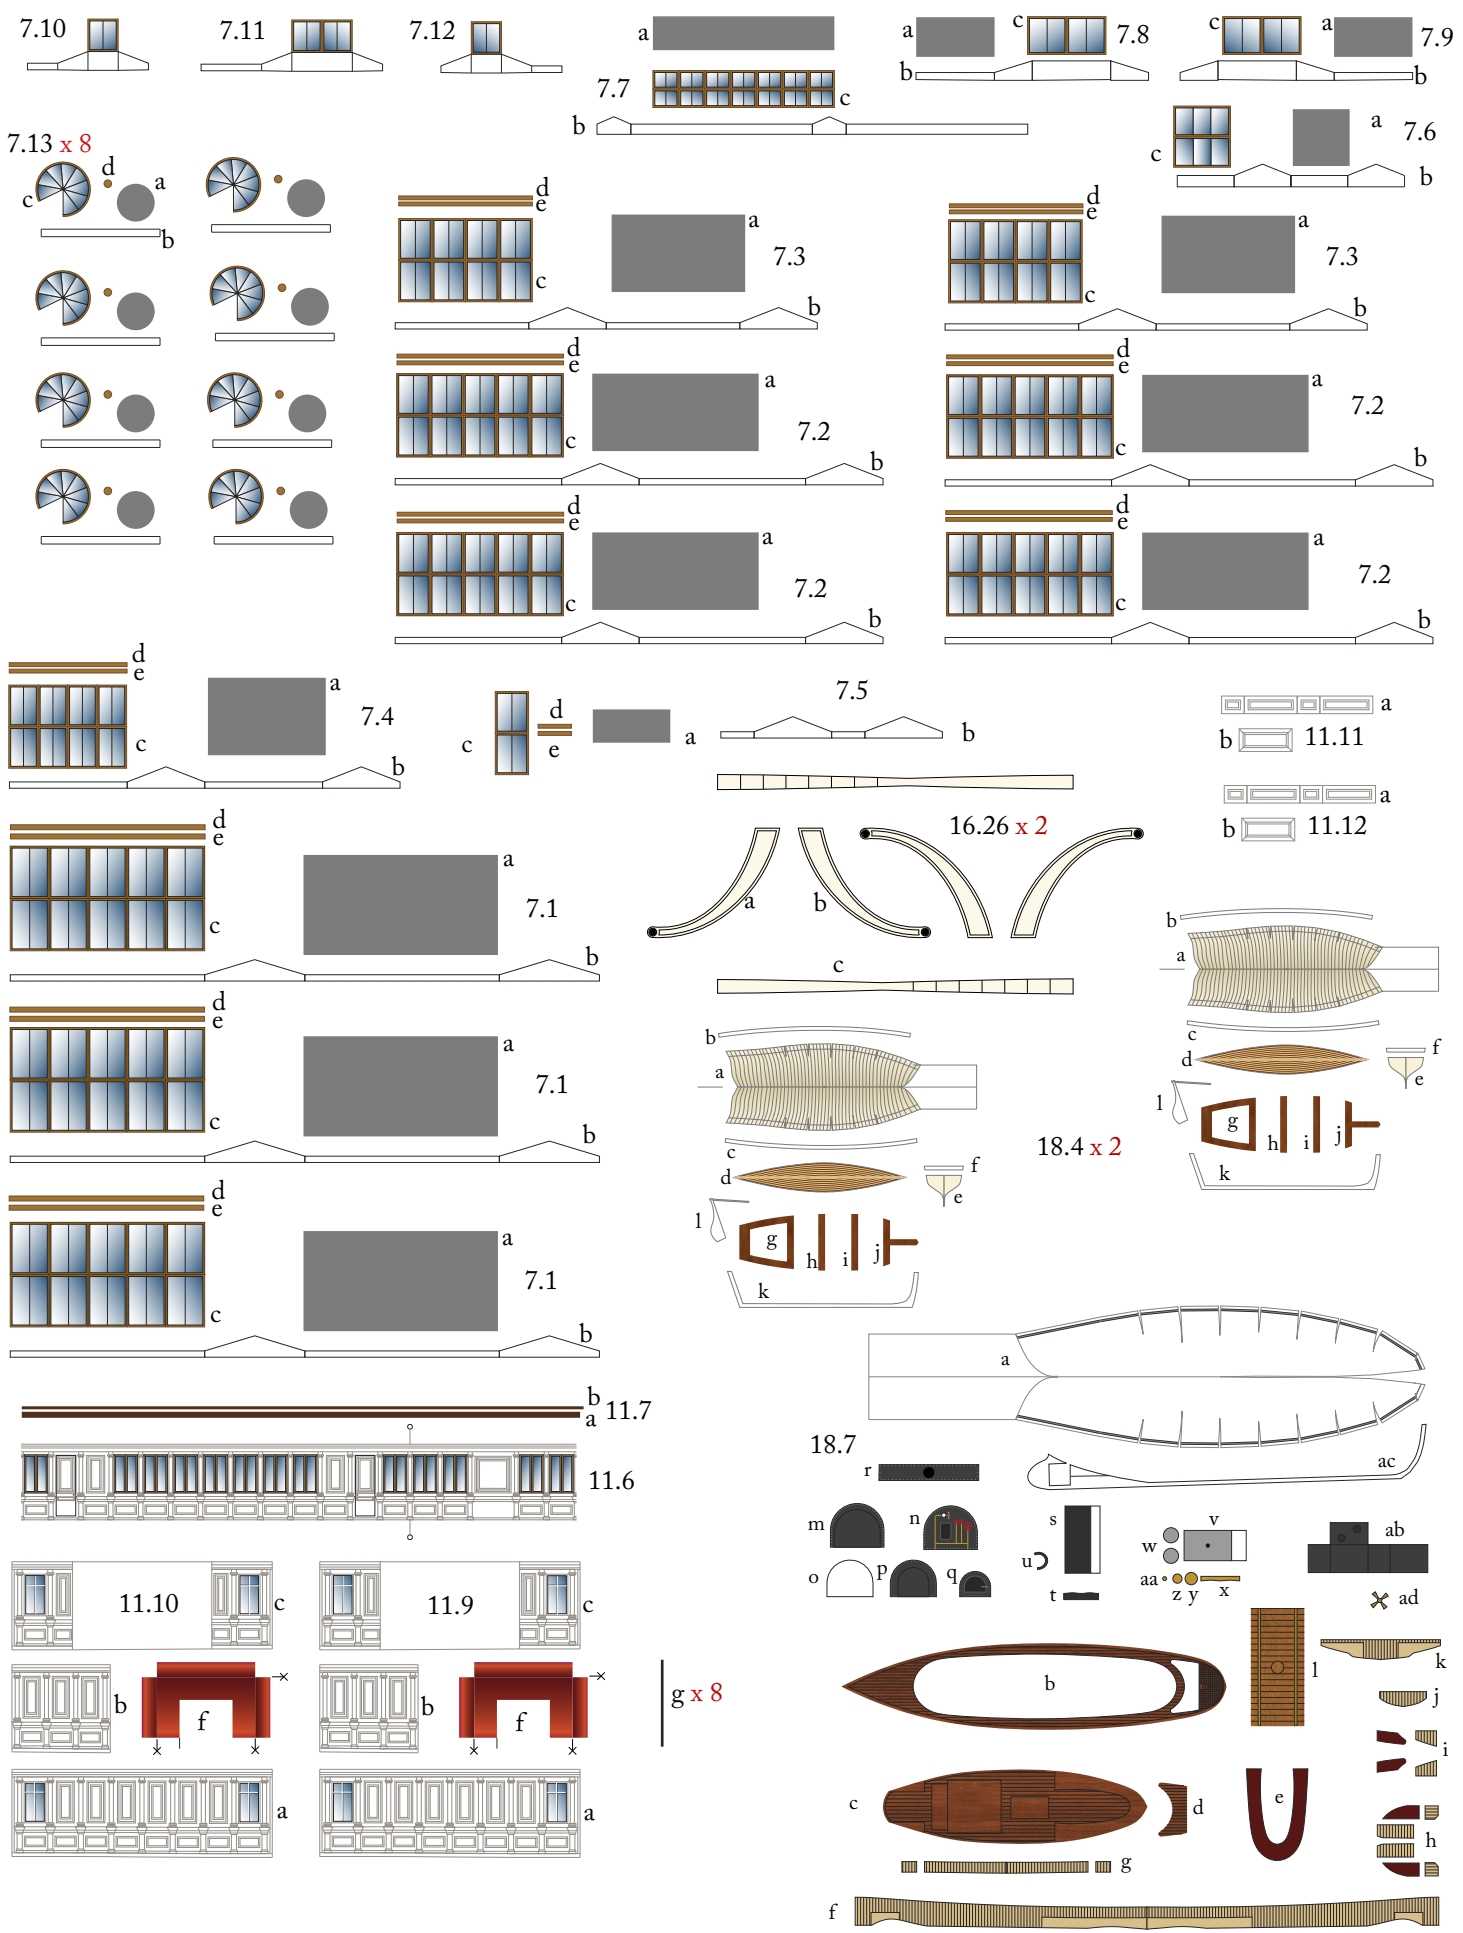 7.10
7.11
7.12
a
7.7
c
b
a
c
7.8
b
c
a
7.9
b
c
a
7.6
b
7.13 x 8
c
d
a
b
d
e
a
7.3
c
b
d
e
a
7.3
c
b
d
e
a
7.2
c
b
d
e
a
7.2
c
b
d
e
a
7.2
c
b
d
e
a
7.2
c
b
d
e
a
7.4
c
b
c
d
e
a
7.5
b
a
b
11.11
a
b
11.12
16.26 x 2
a
b
c
d
e
a
7.1
c
b
d
e
a
7.1
c
b
d
e
a
7.1
c
b
b
a
c
d
f
e
l
g
h
i
j
k
18.4 x 2
b
a
c
d
f
e
l
g
h
i
j
k
b
a
11.7
11.6
11.10
c
b
f
a
11.9
c
b
f
a
g x 8
18.7
a
ac
r
m
n
o
p
q
s
u
t
v
w
aa
z
y
x
ab
ad
b
l
k
j
i
c
d
e
h
g
f